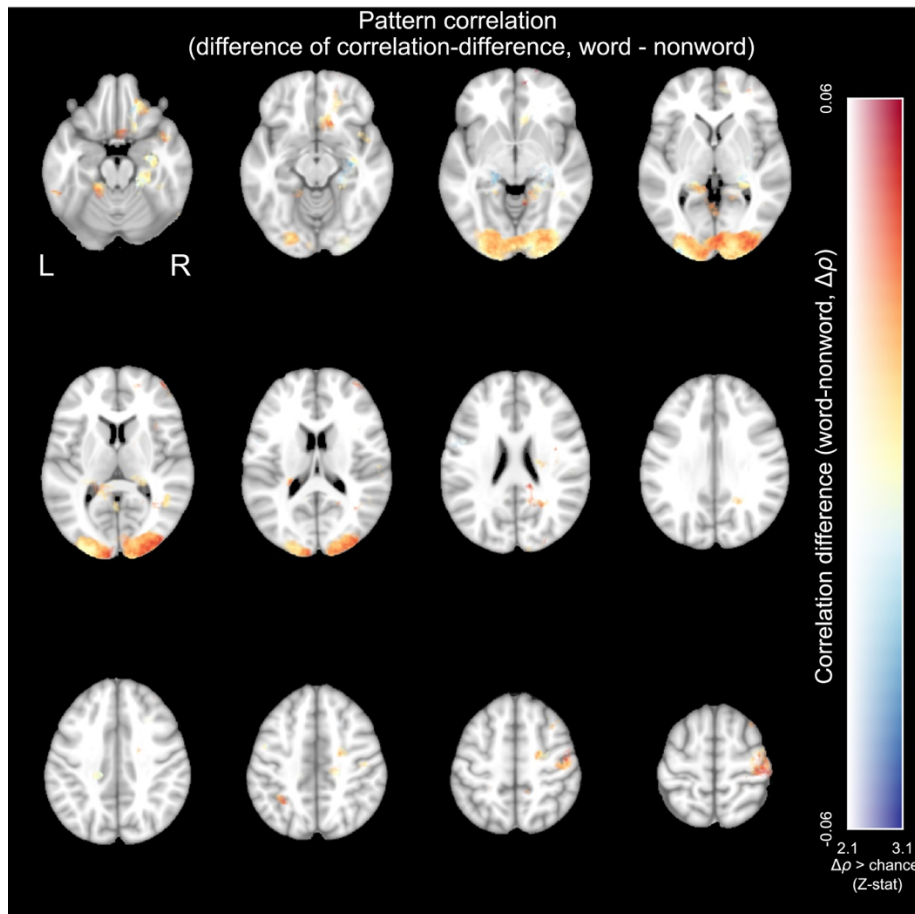 Pattern correlation
(difference of correlation-difference, word - nonword)
L
R
0.06
Correlation difference (word-nonword, Δρ)
-0.06
2.1
3.1
Δρ > chance
(Z-stat)